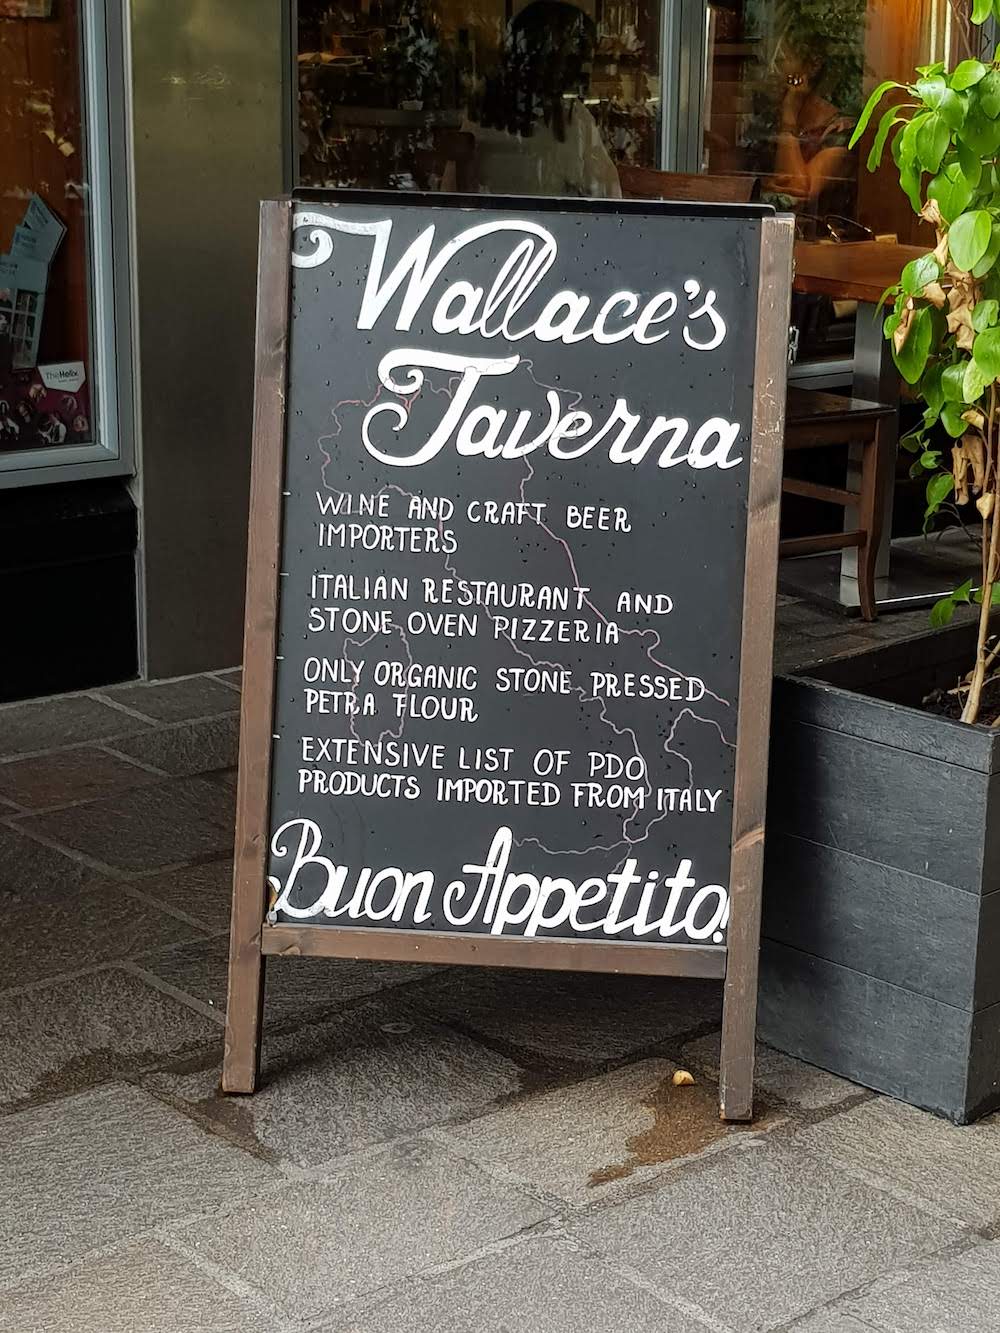 Wallace's
Taverna
WINE AND CRAFT BEER
IMPORTERS
ITALIAN RESTAURANT AND
STONE OVEN PIZZERIA
ONLY ORGANIC STONE PRESSED
PETRA FLOUR
EXTENSIVE LIST OF PDO
PRODUCTS IMPORTED FROM ITALY
Buon Appetito!
TheHelix